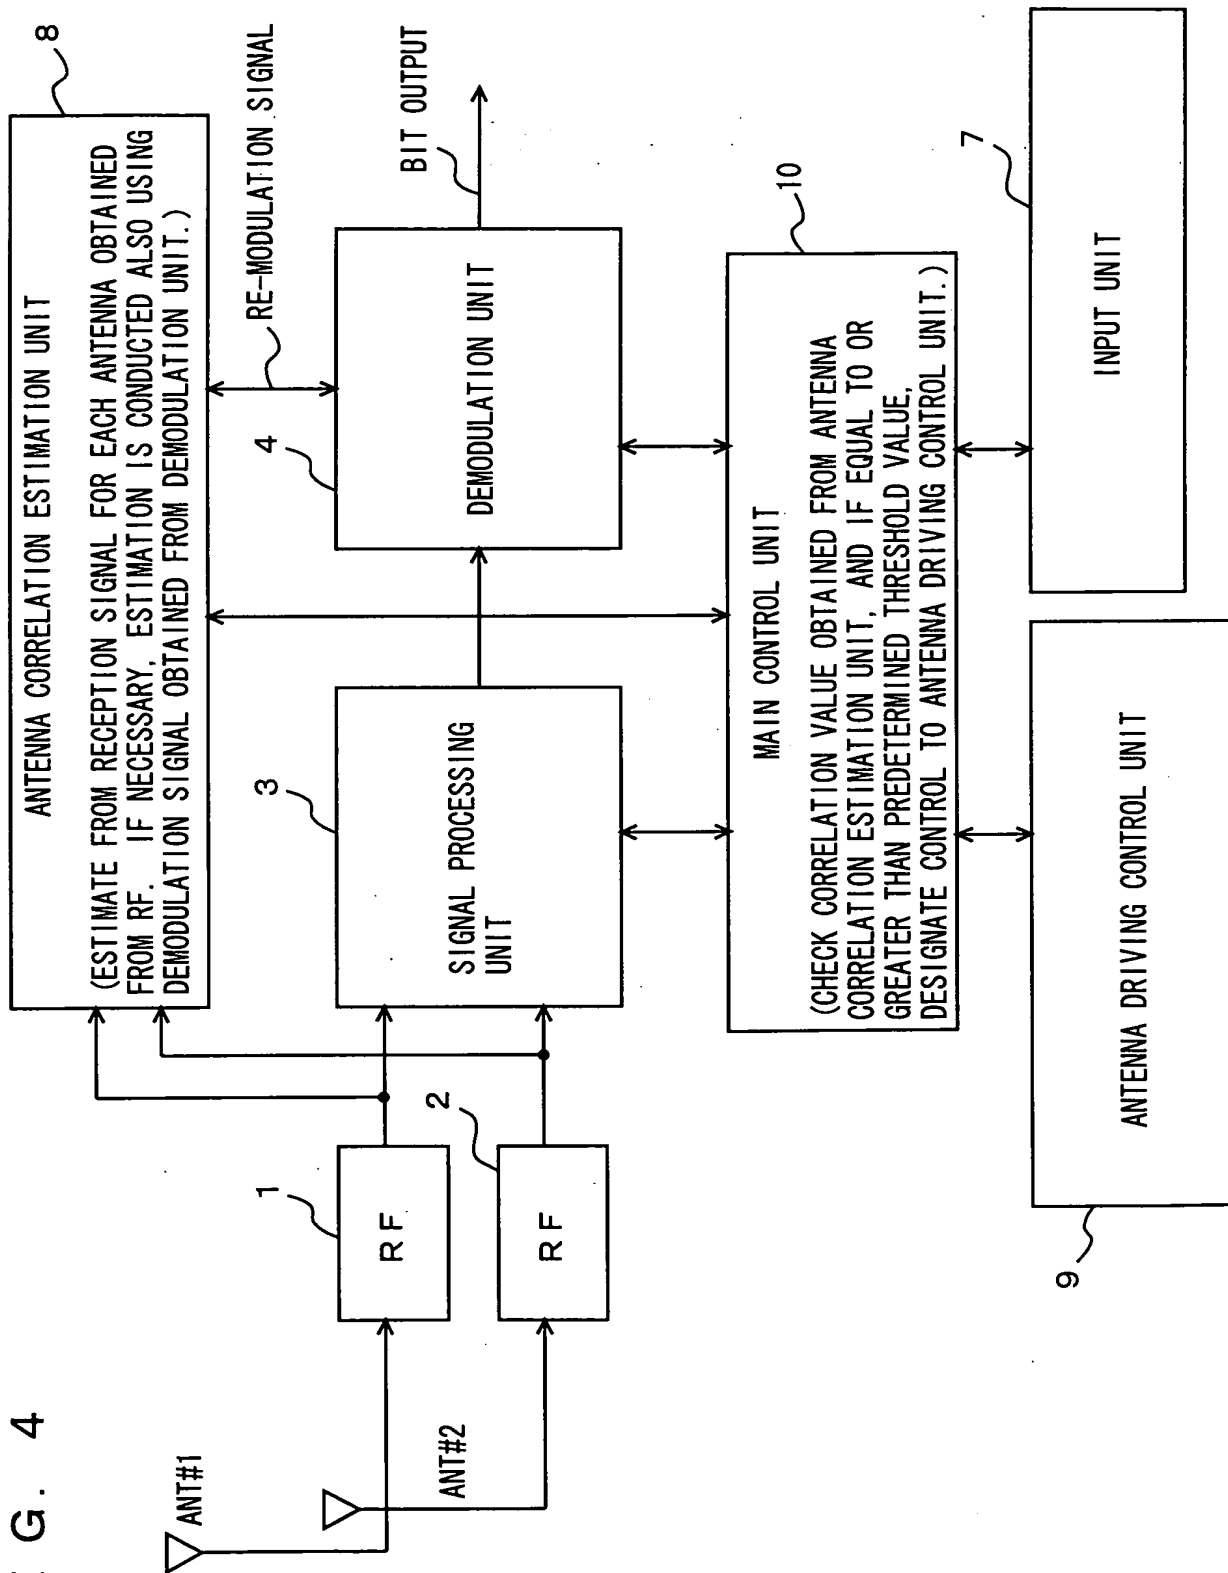 G. 4
ANT#1
ANT#2
1
RF
2
RF
8
ANTENNA CORRELATION ESTIMATION UNIT
(ESTIMATE FROM RECEPTION SIGNAL FOR EACH ANTENNA OBTAINED
FROM RF. IF NECESSARY, ESTIMATION IS CONDUCTED ALSO USING
DEMODULATION SIGNAL OBTAINED FROM DEMODULATION UNIT.)
RE-MODULATION SIGNAL
3
SIGNAL PROCESSING
UNIT
4
DEMODULATION UNIT
BIT OUTPUT
10
MAIN CONTROL UNIT
(CHECK CORRELATION VALUE OBTAINED FROM ANTENNA
CORRELATION ESTIMATION UNIT, AND IF EQUAL TO OR
GREATER THAN PREDETERMINED THRESHOLD VALUE,
DESIGNATE CONTROL TO ANTENNA DRIVING CONTROL UNIT.)
9
ANTENNA DRIVING CONTROL UNIT
7
INPUT UNIT